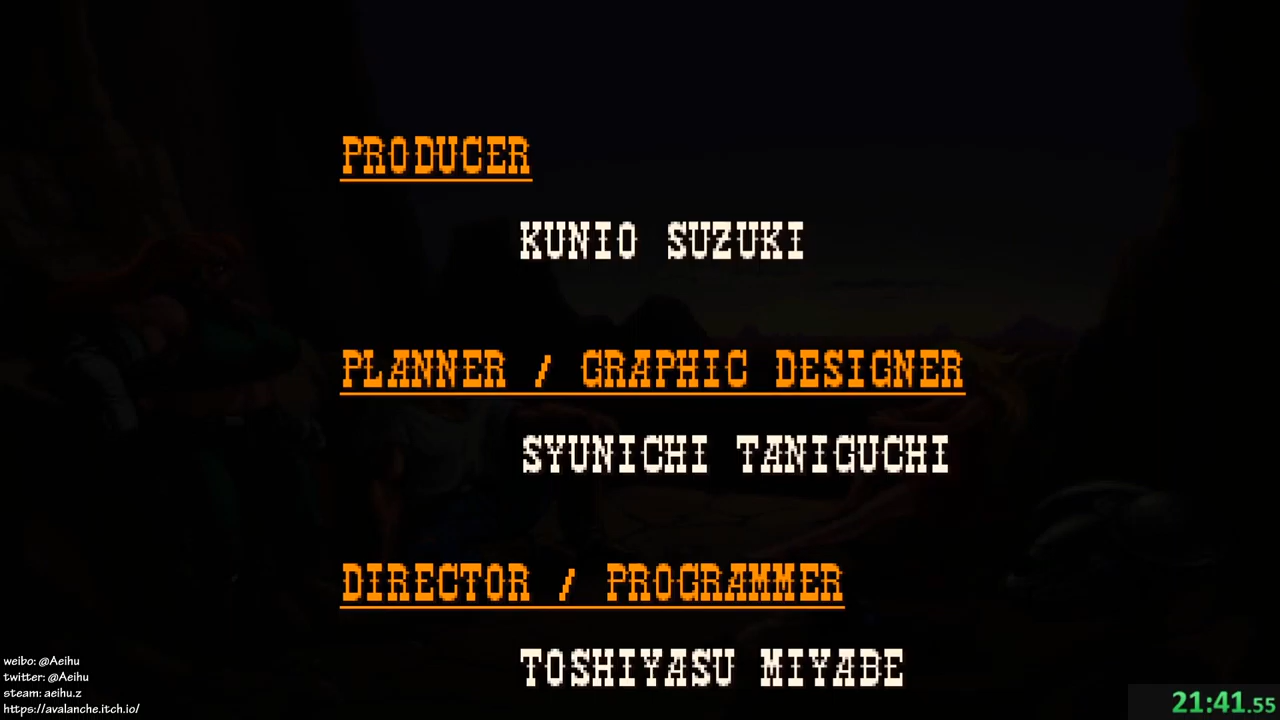 PRODUCER
KUNIO SUZUKI
PLANNER / GRAPHIC DESIGNER
SYUNICHI TANIGUCHI
DIRECTOR / PROGRAMMER
TOSHIYASU MIYABE
weibo: @Aeihu
twitter: @Aeihu
steam: aeihu.z
https://avalanche.itch.io/
21:41.55